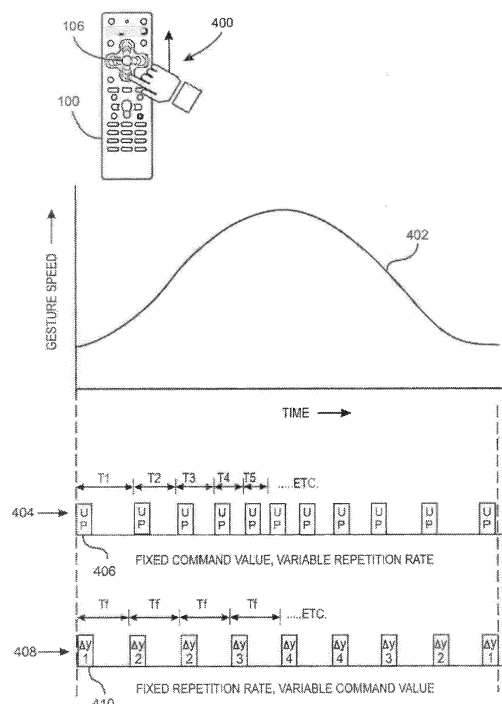 106
400
100
GESTURE SPEED
402
TIME
T1 T2 T3 T4 T5 .....ETC.
404
UP UP UP UP UP UP UP UP UP UP
406
FIXED COMMAND VALUE, VARIABLE REPETITION RATE
Tf Tf Tf Tf .....ETC.
408
Δy 1 Δy 2 Δy 2 Δy 3 Δy 4 Δy 4 Δy 3 Δy 2 Δy 1
410
FIXED REPETITION RATE, VARIABLE COMMAND VALUE